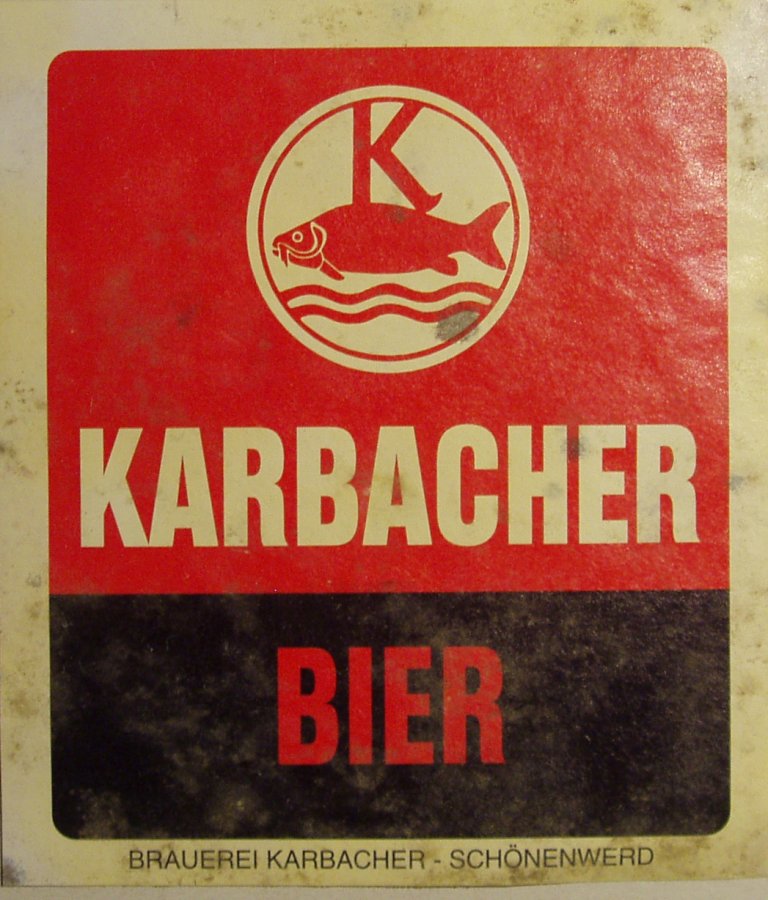 K
KARBACHER
BIER
BRAUEREI KARBACHER - SCHÖNENWERD